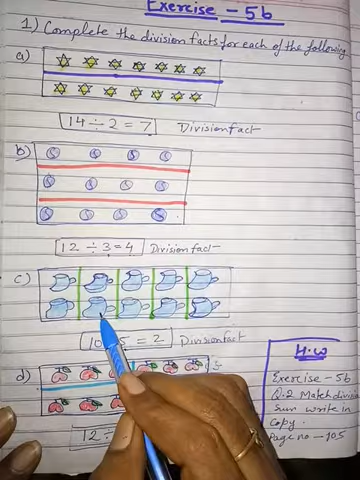 Exercise - 5b
1) Complete the division facts for each of the following
a)
14 ÷ 2 = 7 Division fact
b)
12 ÷ 3 = 4 Division fact
c)
10 5 = 2 Division fact
d)
12 ÷
H.W
Exercise - 5b
Q.2 Match division
sum write in
copy.
Page no - 105